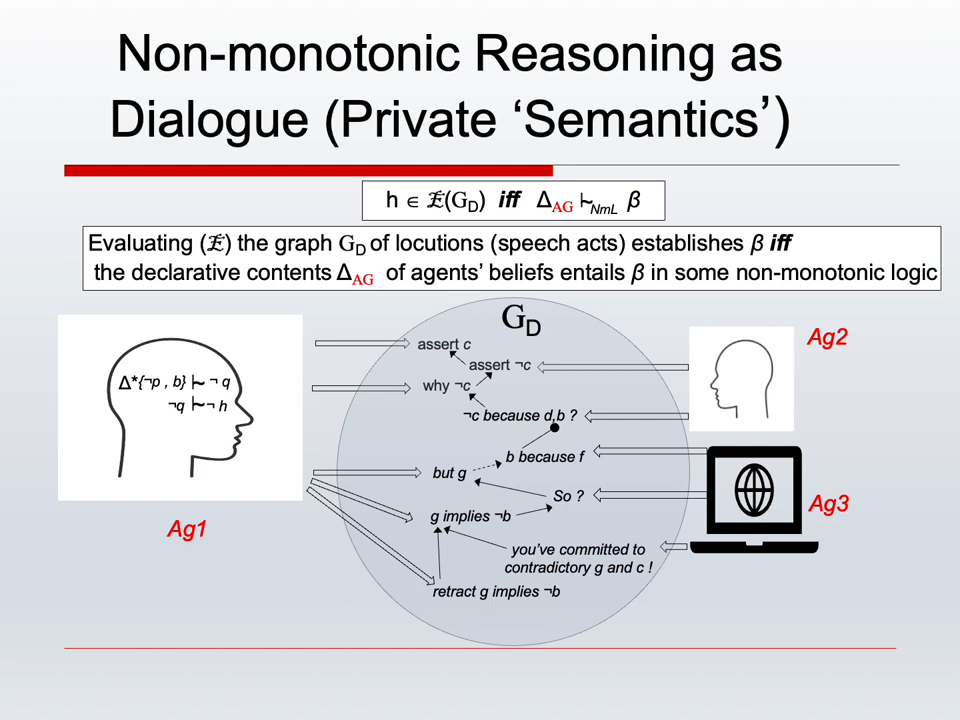 Non-monotonic Reasoning as
Dialogue (Private ‘Semantics’)
h ∈ Æ(G_D) iff Δ_AG |~_NmL β
Evaluating (Æ) the graph G_D of locutions (speech acts) establishes β iff
the declarative contents Δ_AG of agents’ beliefs entails β in some non-monotonic logic
G_D
assert c
assert ¬c
why ¬c
¬c because d,b ?
b because f
but g
So ?
g implies ¬b
you’ve committed to
contradictory g and c !
retract g implies ¬b
Δ*{¬p , b} |~ ¬ q
¬q |~ ¬ h
Ag1
Ag2
Ag3